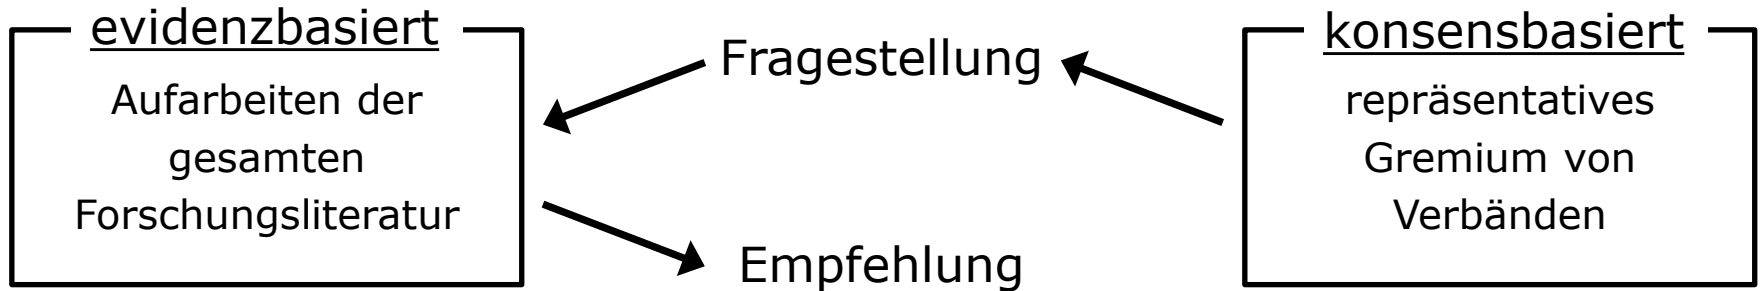 evidenzbasiert
Aufarbeiten der
gesamten
Forschungsliteratur
Fragestellung
Empfehlung
konsensbasiert
repräsentatives
Gremium von
Verbänden